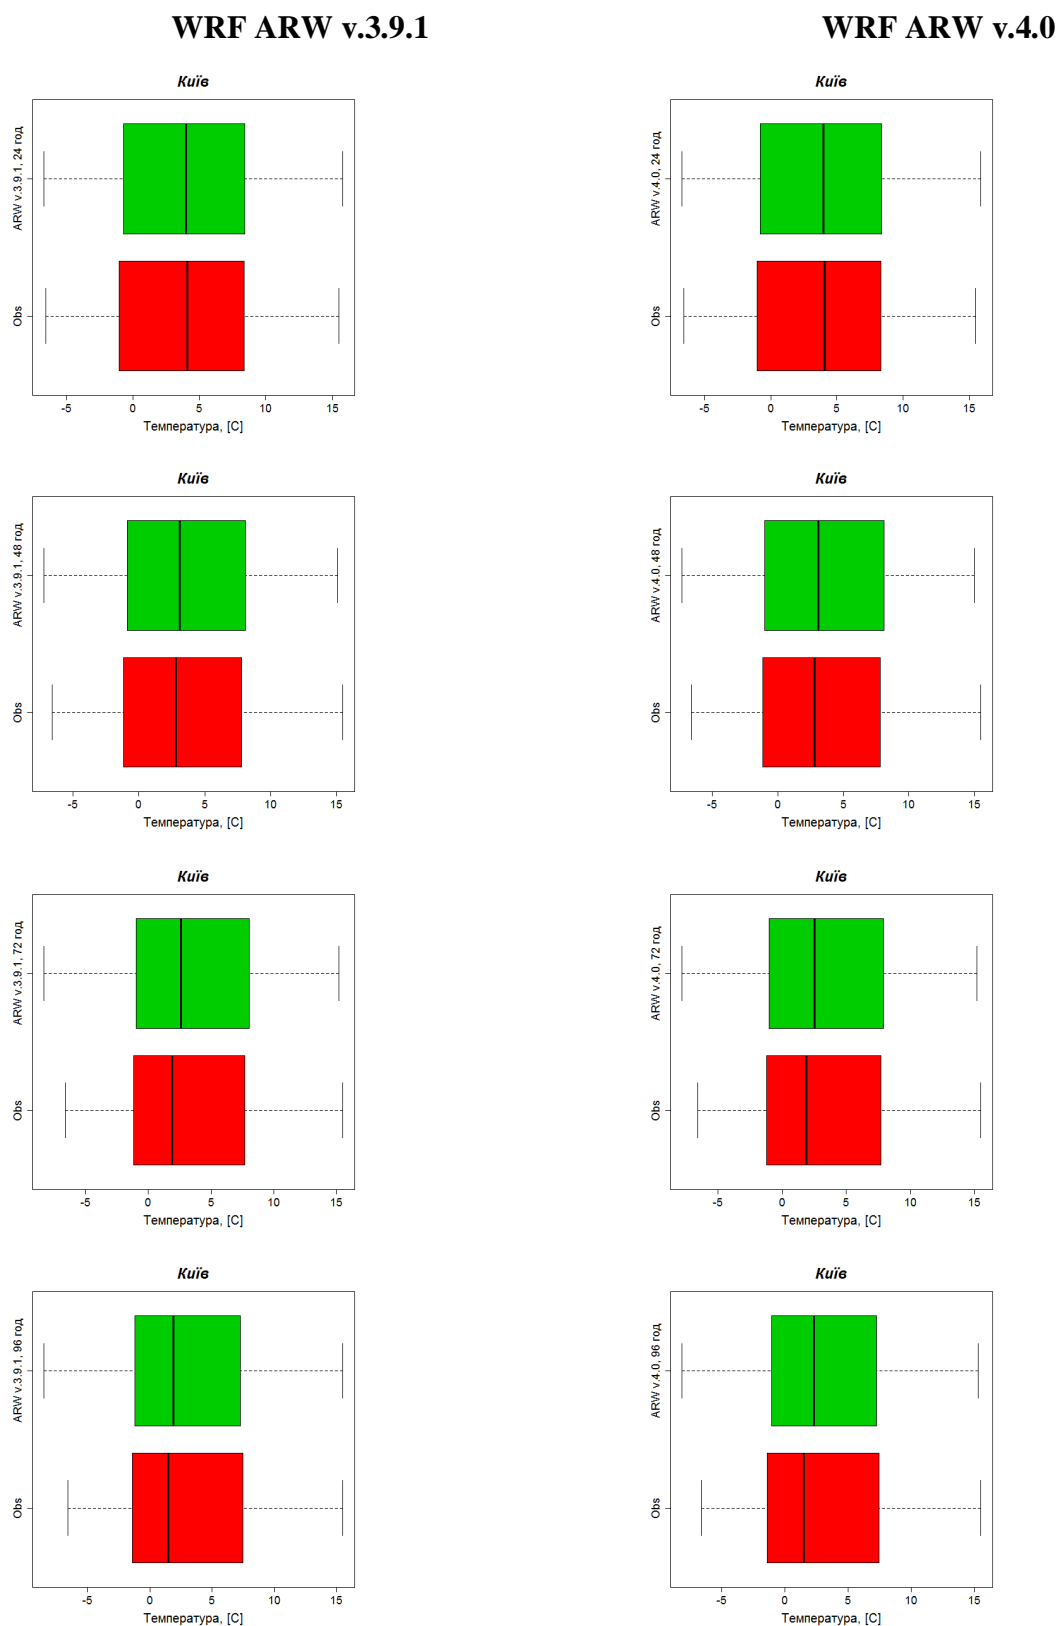 WRF ARW v.3.9.1
WRF ARW v.4.0
Київ
ARW v.3.9.1, 24 год
Obs
-5 0 5 10 15
Температура, [C]
Київ
ARW v.4.0, 24 год
Obs
-5 0 5 10 15
Температура, [C]
Київ
ARW v.3.9.1, 48 год
Obs
-5 0 5 10 15
Температура, [C]
Київ
ARW v.4.0, 48 год
Obs
-5 0 5 10 15
Температура, [C]
Київ
ARW v.3.9.1, 72 год
Obs
-5 0 5 10 15
Температура, [C]
Київ
ARW v.4.0, 72 год
Obs
-5 0 5 10 15
Температура, [C]
Київ
ARW v.3.9.1, 96 год
Obs
-5 0 5 10 15
Температура, [C]
Київ
ARW v.4.0, 96 год
Obs
-5 0 5 10 15
Температура, [C]